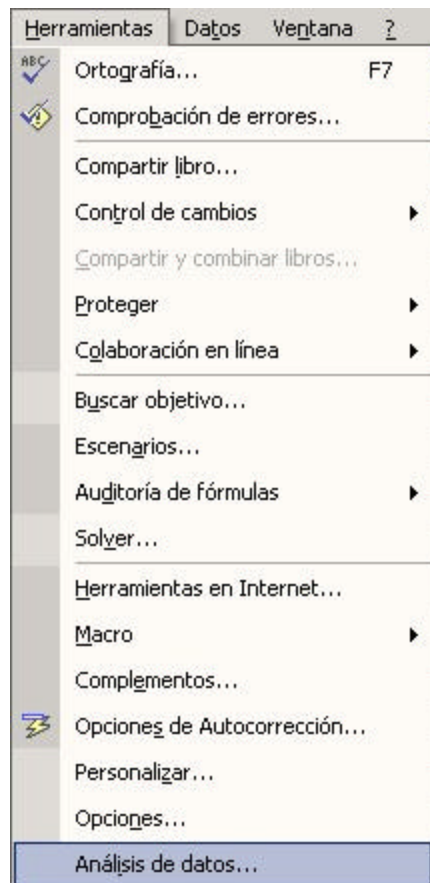 Herramientas Datos Ventana ?
ABC Ortografía... F7
Comprobación de errores...
Compartir libro...
Control de cambios
Compartir y combinar libros...
Proteger
Colaboración en línea
Buscar objetivo...
Escenarios...
Auditoría de fórmulas
Solver...
Herramientas en Internet...
Macro
Complementos...
Opciones de Autocorrección...
Personalizar...
Opciones...
Análisis de datos...